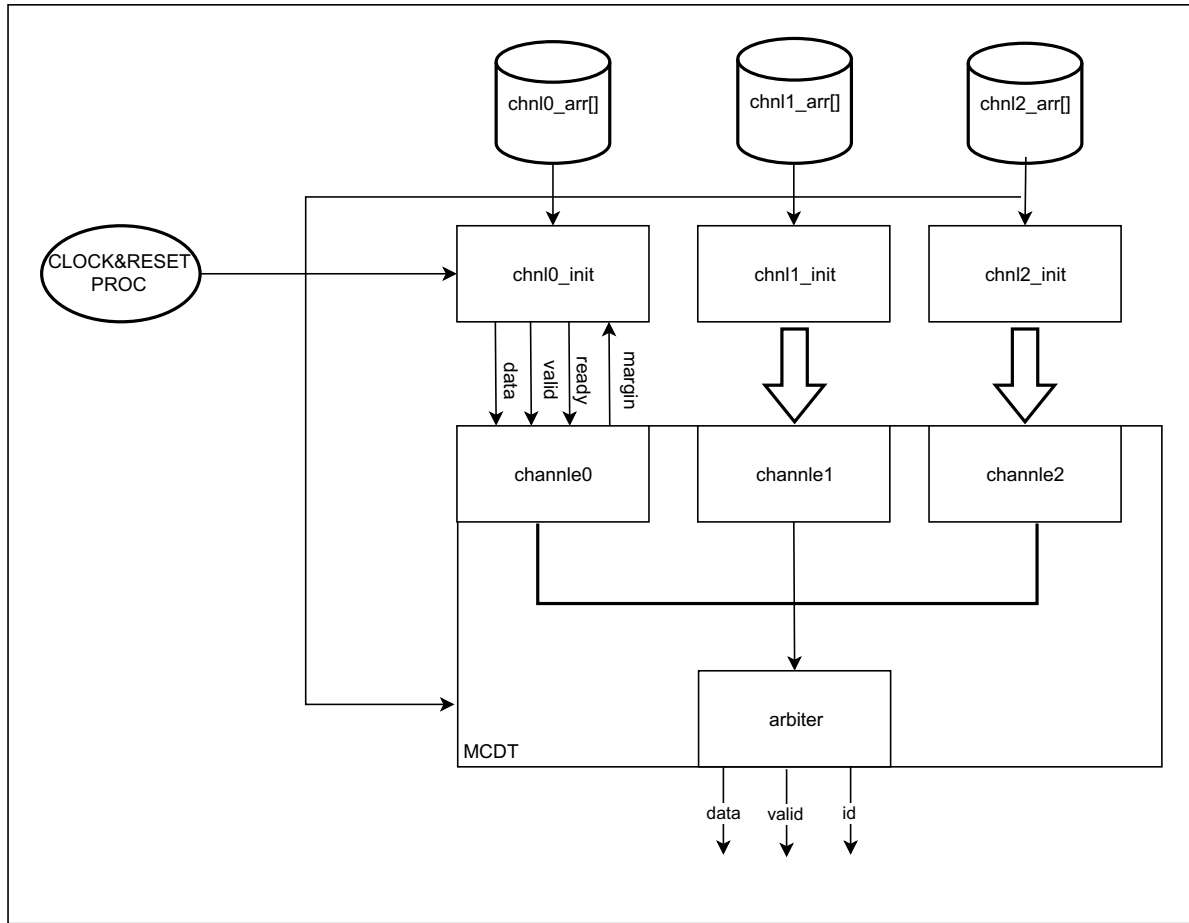 chnl0_arr[]
chnl1_arr[]
chnl2_arr[]
CLOCK&RESET
PROC
chnl0_init
chnl1_init
chnl2_init
data
valid
ready
margin
channle0
channle1
channle2
arbiter
MCDT
data
valid
id